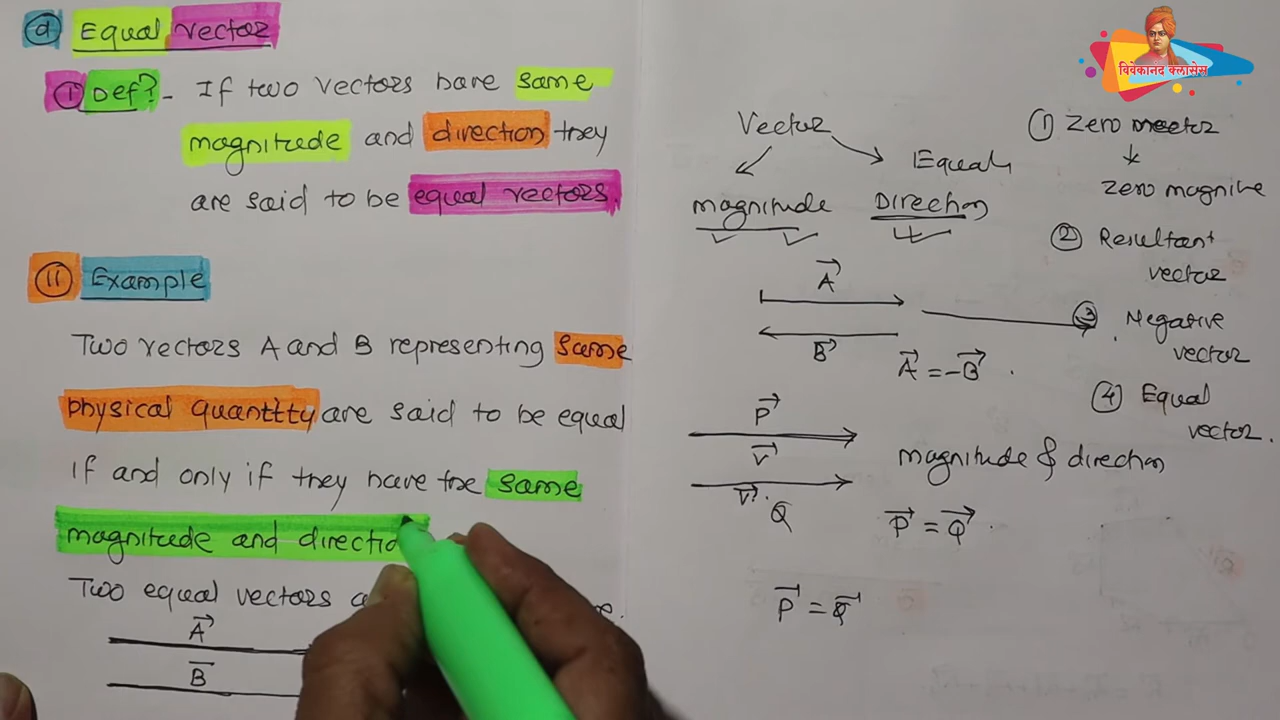 d Equal Vector
(i) Def? - If two vectors have same
magnitude and direction they
are said to be equal vectors.
(ii) Example
Two vectors A and B representing same
physical quantity are said to be equal
if and only if they have the same
magnitude and directio
Two equal vectors
A⃗
B⃗
Vector
Equal
magnitude Direction
A⃗
B⃗
A⃗ = -B⃗
P⃗
V⃗
V⃗
Q
magnitude & direction
P⃗ = Q⃗
P⃗ = Q⃗
① Zero vector
zero magnitude
② Resultant
vector
③ Negative
vector
④ Equal
vector.
विवेकानंद क्लासेस